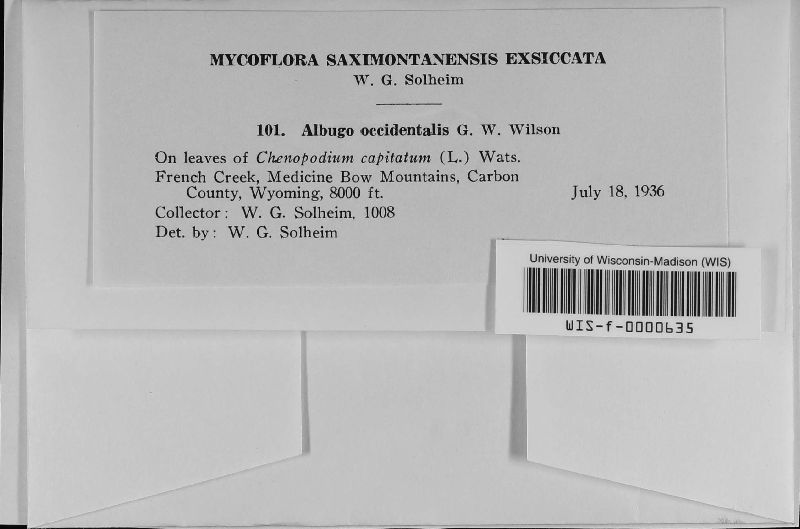 MYCOFLORA SAXIMONTANENSIS EXSICCATA
W. G. Solheim
101. Albugo occidentalis G. W. Wilson
On leaves of Chenopodium capitatum (L.) Wats.
French Creek, Medicine Bow Mountains, Carbon
County, Wyoming, 8000 ft. July 18, 1936
Collector: W. G. Solheim, 1008
Det. by: W. G. Solheim
University of Wisconsin-Madison (WIS)
WIS-f-0000635